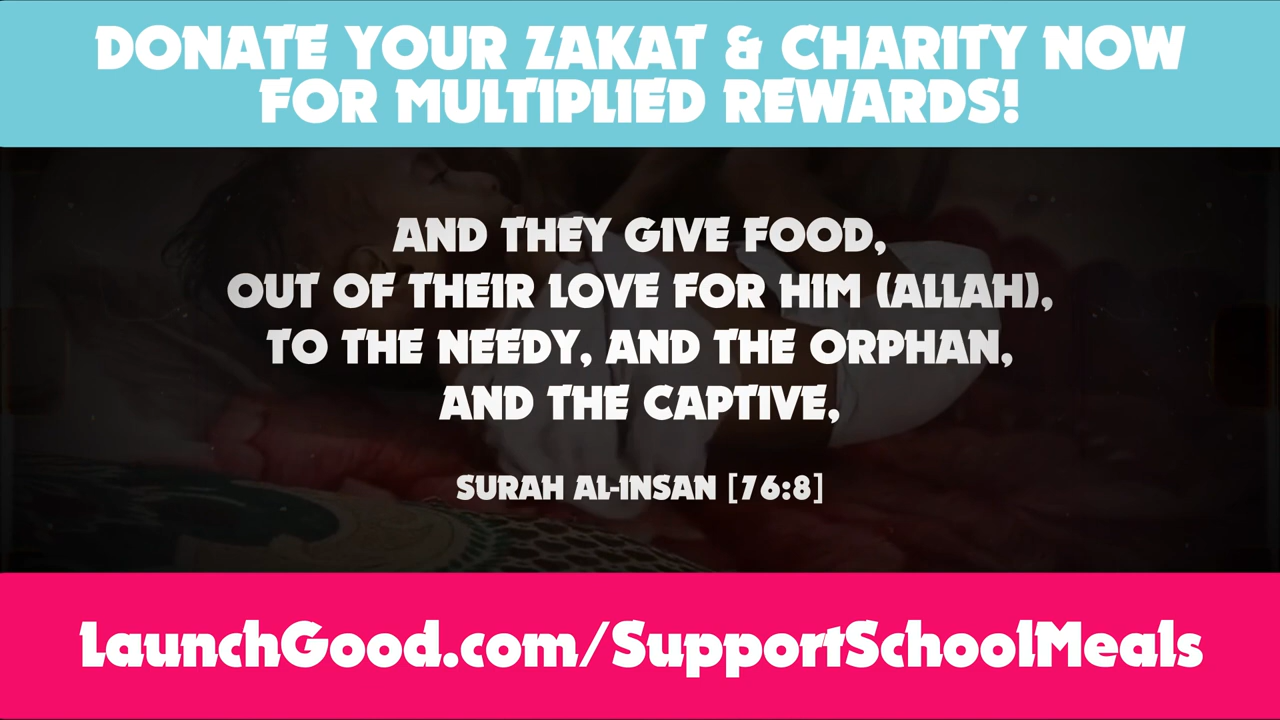 DONATE YOUR ZAKAT & CHARITY NOW
FOR MULTIPLIED REWARDS!
AND THEY GIVE FOOD,
OUT OF THEIR LOVE FOR HIM (ALLAH),
TO THE NEEDY, AND THE ORPHAN,
AND THE CAPTIVE,
SURAH AL-INSAN [76:8]
LaunchGood.com/SupportSchoolMeals